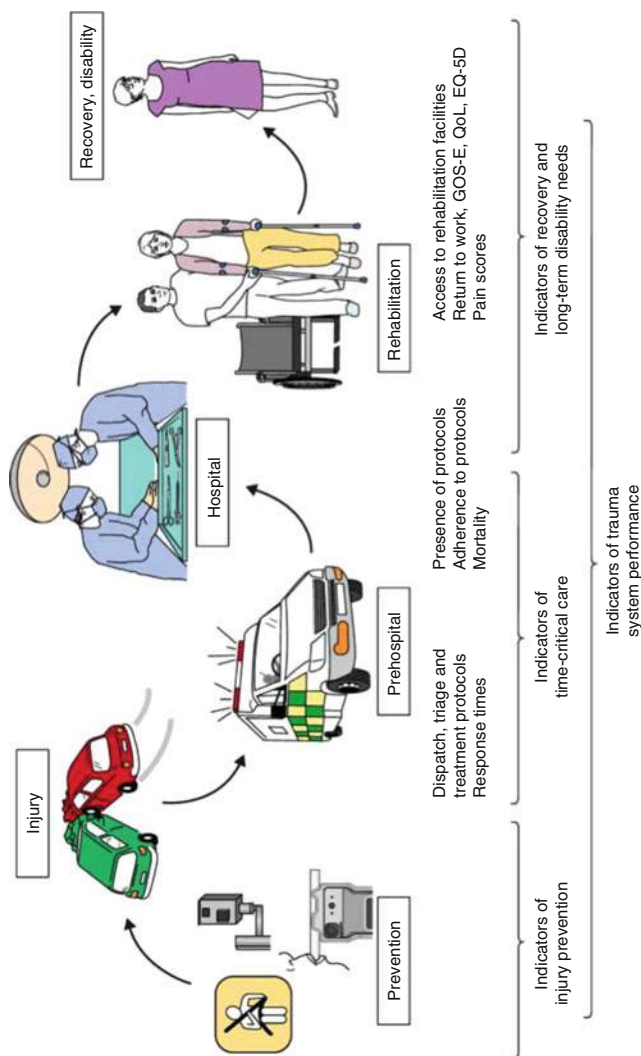 Injury
Hospital
Recovery, disability
Prevention
Prehospital
Rehabilitation
Dispatch, triage and
treatment protocols
Response times
Presence of protocols
Adherence to protocols
Mortality
Access to rehabilitation facilities
Return to work, GOS-E, QoL, EQ-5D
Pain scores
Indicators of
injury prevention
Indicators of
time-critical care
Indicators of recovery and
long-term disability needs
Indicators of trauma
system performance